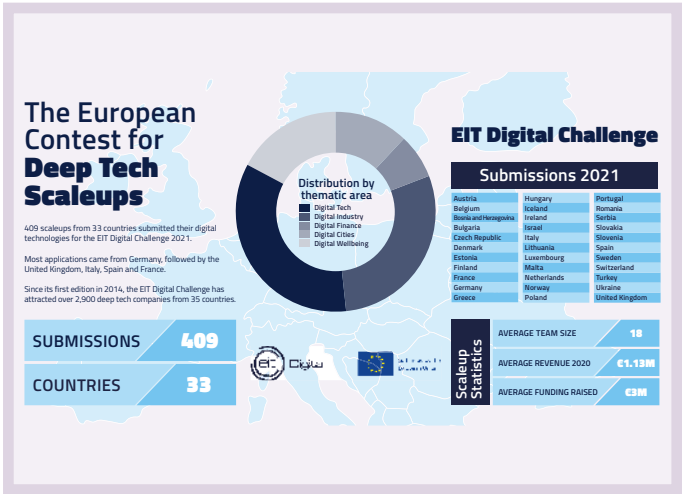 The European
Contest for
Deep Tech
Scaleups
409 scaleups from 33 countries submitted their digital
technologies for the EIT Digital Challenge 2021.
Most applications came from Germany, followed by the
United Kingdom, Italy, Spain and France.
Since its first edition in 2014, the EIT Digital Challenge has
attracted over 2,900 deep tech companies from 35 countries.
SUBMISSIONS 409
COUNTRIES 33
Distribution by
thematic area
Digital Tech
Digital Industry
Digital Finance
Digital Cities
Digital Wellbeing
eit Digital
EIT Digital Challenge
Submissions 2021
Austria Hungary Portugal
Belgium Iceland Romania
Bosnia and Herzegovina Ireland Serbia
Bulgaria Israel Slovakia
Czech Republic Italy Slovenia
Denmark Lithuania Spain
Estonia Luxembourg Sweden
Finland Malta Switzerland
France Netherlands Turkey
Germany Norway Ukraine
Greece Poland United Kingdom
Scaleup
Statistics
AVERAGE TEAM SIZE 18
AVERAGE REVENUE 2020 €1.13M
AVERAGE FUNDING RAISED €3M